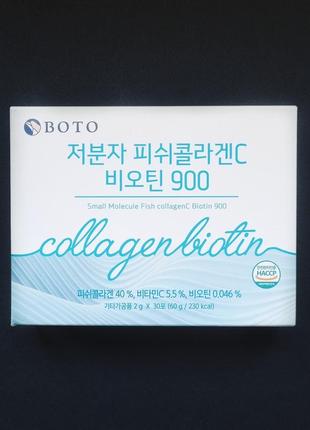 BOTO
저분자 피쉬콜라겐C
비오틴 900
Small Molecule Fish collagenC Biotin 900
collagenbiotin
피쉬콜라겐 40 %, 비타민C 5.5 %, 비오틴 0.046 %
기타가공품 2 g X 30포 (60 g / 230 kcal)
HACCP